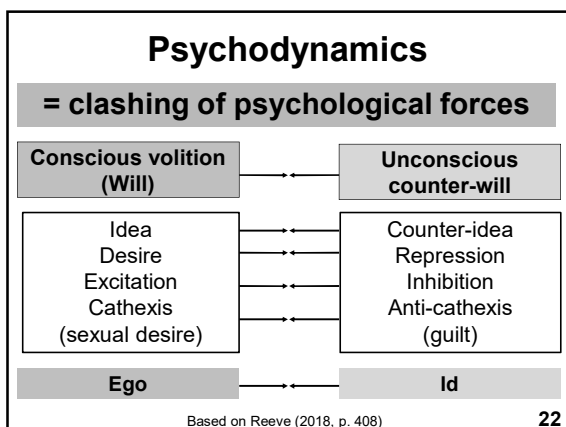 Psychodynamics
= clashing of psychological forces
Conscious volition
(Will)
Unconscious
counter-will
Idea
Desire
Excitation
Cathexis
(sexual desire)
Counter-idea
Repression
Inhibition
Anti-cathexis
(guilt)
Ego
Id
Based on Reeve (2018, p. 408)
22